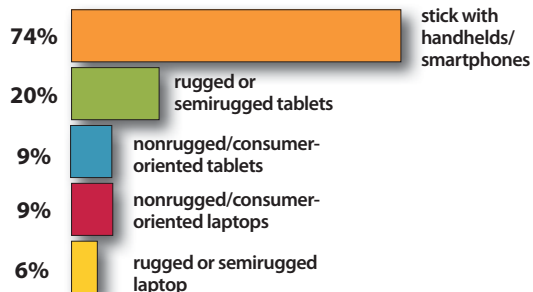 74%
stick with
handhelds/
smartphones
20%
rugged or
semirugged tablets
9%
nonrugged/consumer-
oriented tablets
9%
nonrugged/consumer-
oriented laptops
6%
rugged or semirugged
laptop